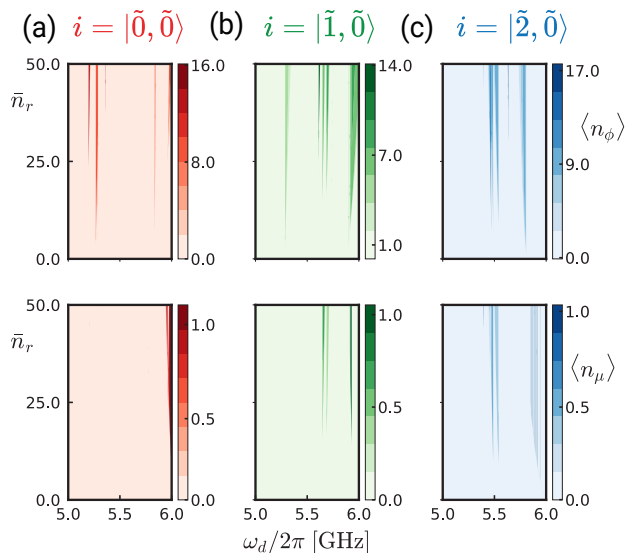 (a) i = |0̃, 0̃⟩ (b) i = |1̃, 0̃⟩ (c) i = |2̃, 0̃⟩
n̄ᵣ 50.0 25.0 0.0 16.0 8.0 0.0 14.0 7.0 1.0 17.0 9.0 0.0 ⟨n_ϕ⟩
n̄ᵣ 50.0 25.0 0.0 1.0 0.5 0.0 1.0 0.5 0.0 1.0 0.5 0.0 ⟨n_μ⟩
5.0 5.5 6.0 5.0 5.5 6.0 5.0 5.5 6.0
ω_d/2π [GHz]